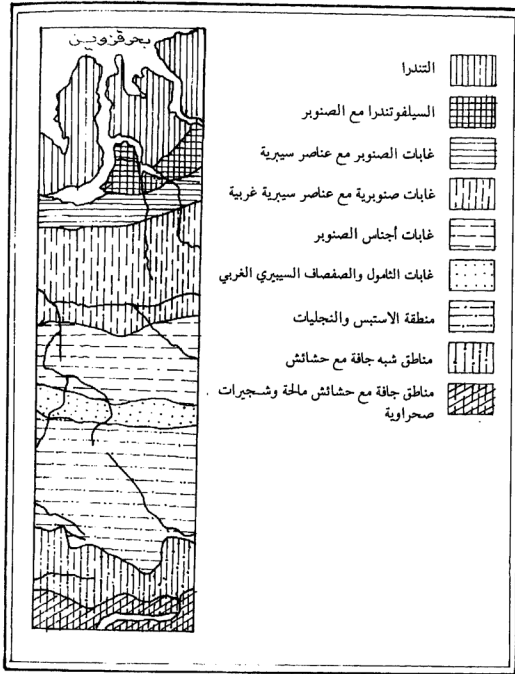 بحر قزوين
التندرا
السيلفوتندرا مع الصنوبر
غابات الصنوبر مع عناصر سيبرية
غابات صنوبرية مع عناصر سيبرية غربية
غابات أجناس الصنوبر
غابات الثامول والصفصاف السيبيري الغربي
منطقة الاستبس والنجليات
مناطق شبه جافة مع حشائش
مناطق جافة مع حشائش مالحة وشجيرات
صحراوية